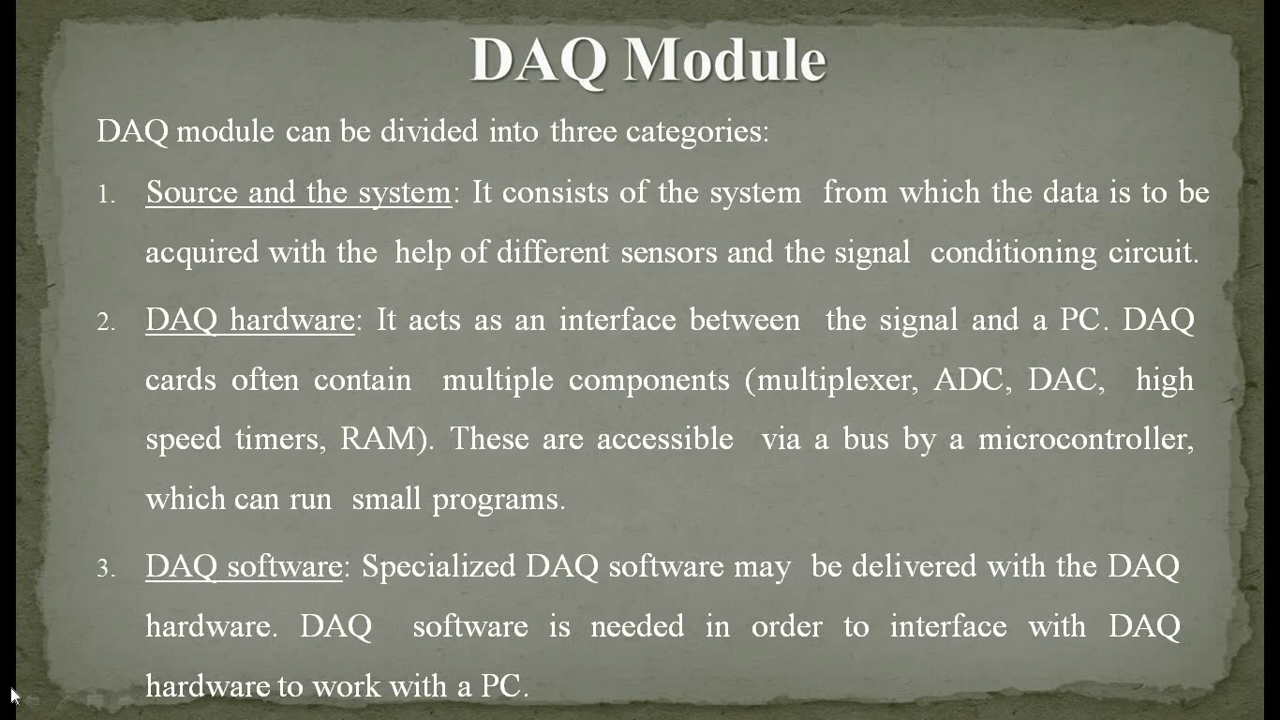 DAQ Module
DAQ module can be divided into three categories:
1. Source and the system: It consists of the system from which the data is to be
acquired with the help of different sensors and the signal conditioning circuit.
2. DAQ hardware: It acts as an interface between the signal and a PC. DAQ
cards often contain multiple components (multiplexer, ADC, DAC, high
speed timers, RAM). These are accessible via a bus by a microcontroller,
which can run small programs.
3. DAQ software: Specialized DAQ software may be delivered with the DAQ
hardware. DAQ software is needed in order to interface with DAQ
hardware to work with a PC.